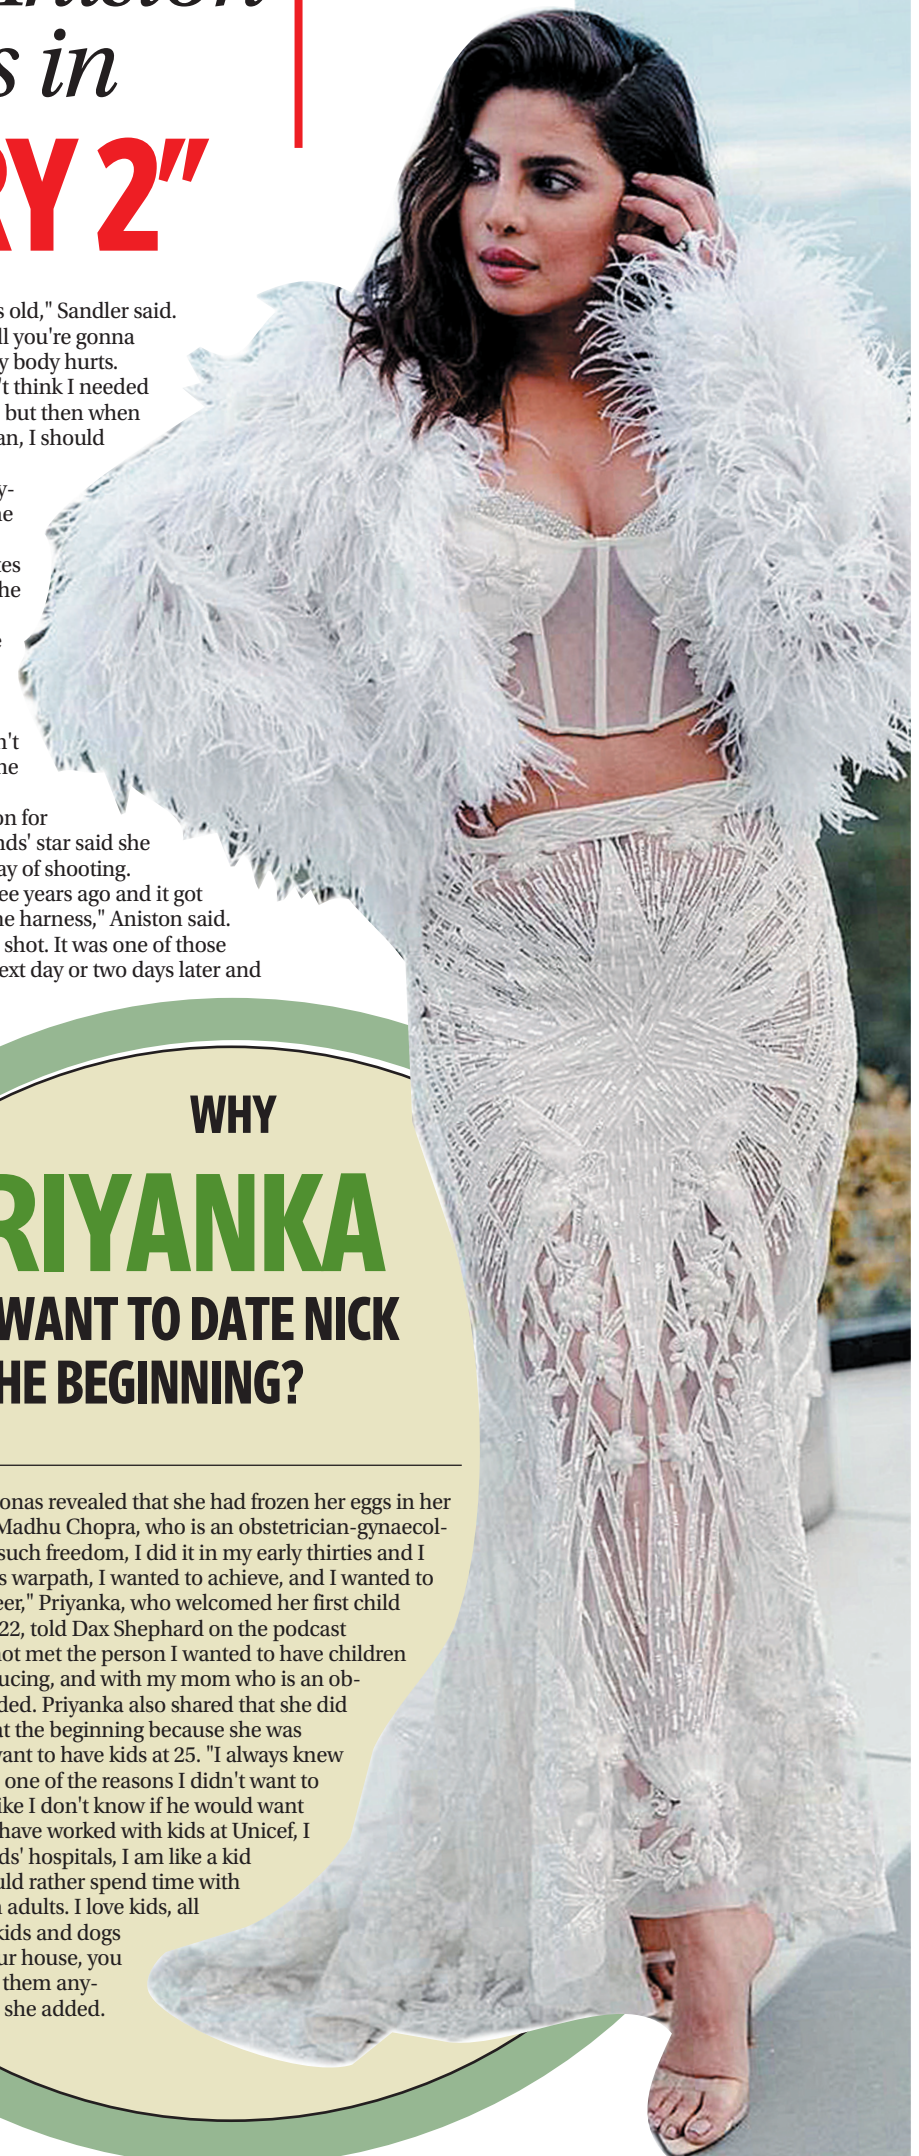 Aniston
s in
RY 2"
s old," Sandler said.
ll you're gonna
y body hurts.
't think I needed
but then when
an, I should
y-
he
tes
he
e
n't
he
on for
nds' star said she
ay of shooting.
ee years ago and it got
he harness," Aniston said.
shot. It was one of those
ext day or two days later and
WHY
RIYANKA
WANT TO DATE NICK
HE BEGINNING?
onas revealed that she had frozen her eggs in her
Madhu Chopra, who is an obstetrician-gynaecol-
such freedom, I did it in my early thirties and I
s warpath, I wanted to achieve, and I wanted to
eer," Priyanka, who welcomed her first child
22, told Dax Shephard on the podcast
not met the person I wanted to have children
ucing, and with my mom who is an ob-
ded. Priyanka also shared that she did
at the beginning because she was
want to have kids at 25. "I always knew
one of the reasons I didn't want to
ike I don't know if he would want
have worked with kids at Unicef, I
ds' hospitals, I am like a kid
uld rather spend time with
adults. I love kids, all
kids and dogs
ur house, you
them any-
she added.